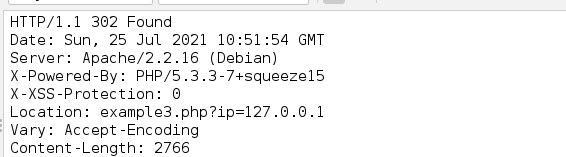 HTTP/1.1 302 Found
Date: Sun, 25 Jul 2021 10:51:54 GMT
Server: Apache/2.2.16 (Debian)
X-Powered-By: PHP/5.3.3-7+squeeze15
X-XSS-Protection: 0
Location: example3.php?ip=127.0.0.1
Vary: Accept-Encoding
Content-Length: 2766